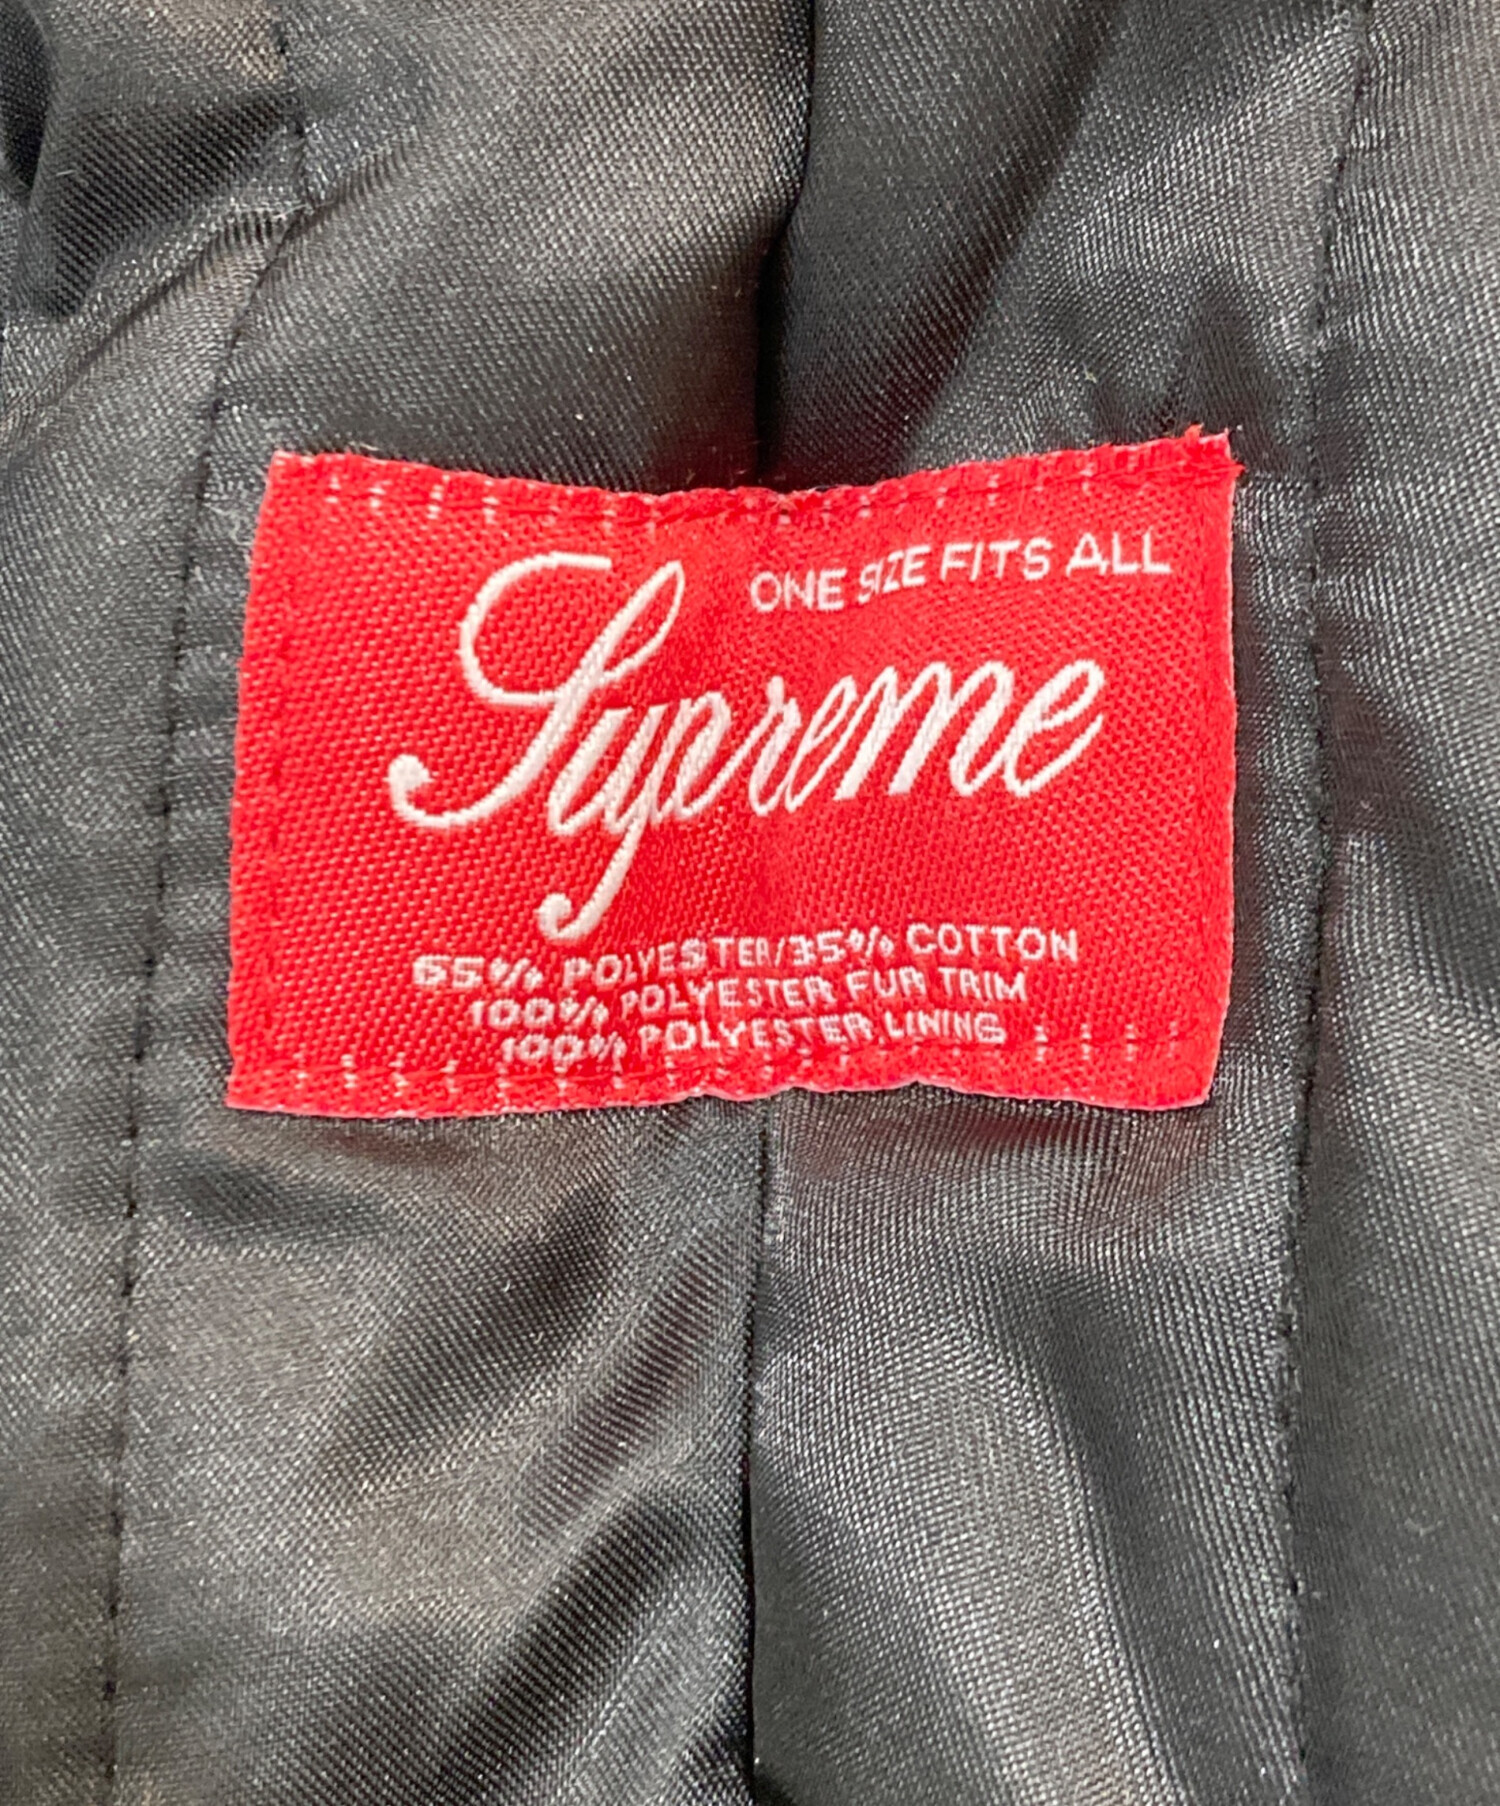 ONE SIZE FITS ALL
Supreme
65% POLYESTER/35% COTTON
100% POLYESTER FUR TRIM
100% POLYESTER LINING